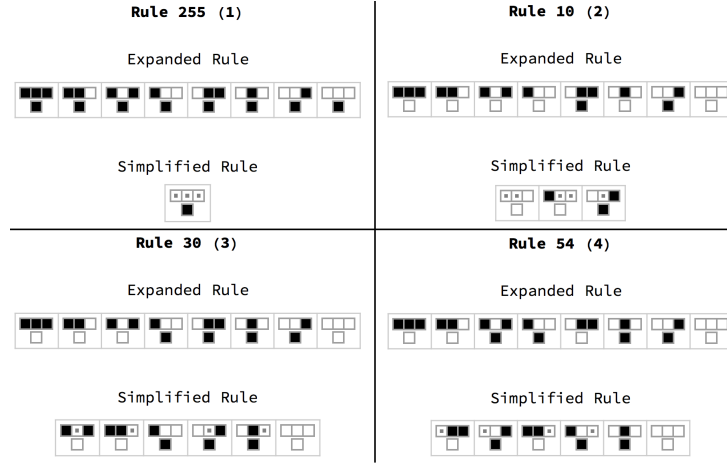 Rule 255 (1)
Expanded Rule
Simplified Rule
Rule 10 (2)
Expanded Rule
Simplified Rule
Rule 30 (3)
Expanded Rule
Simplified Rule
Rule 54 (4)
Expanded Rule
Simplified Rule